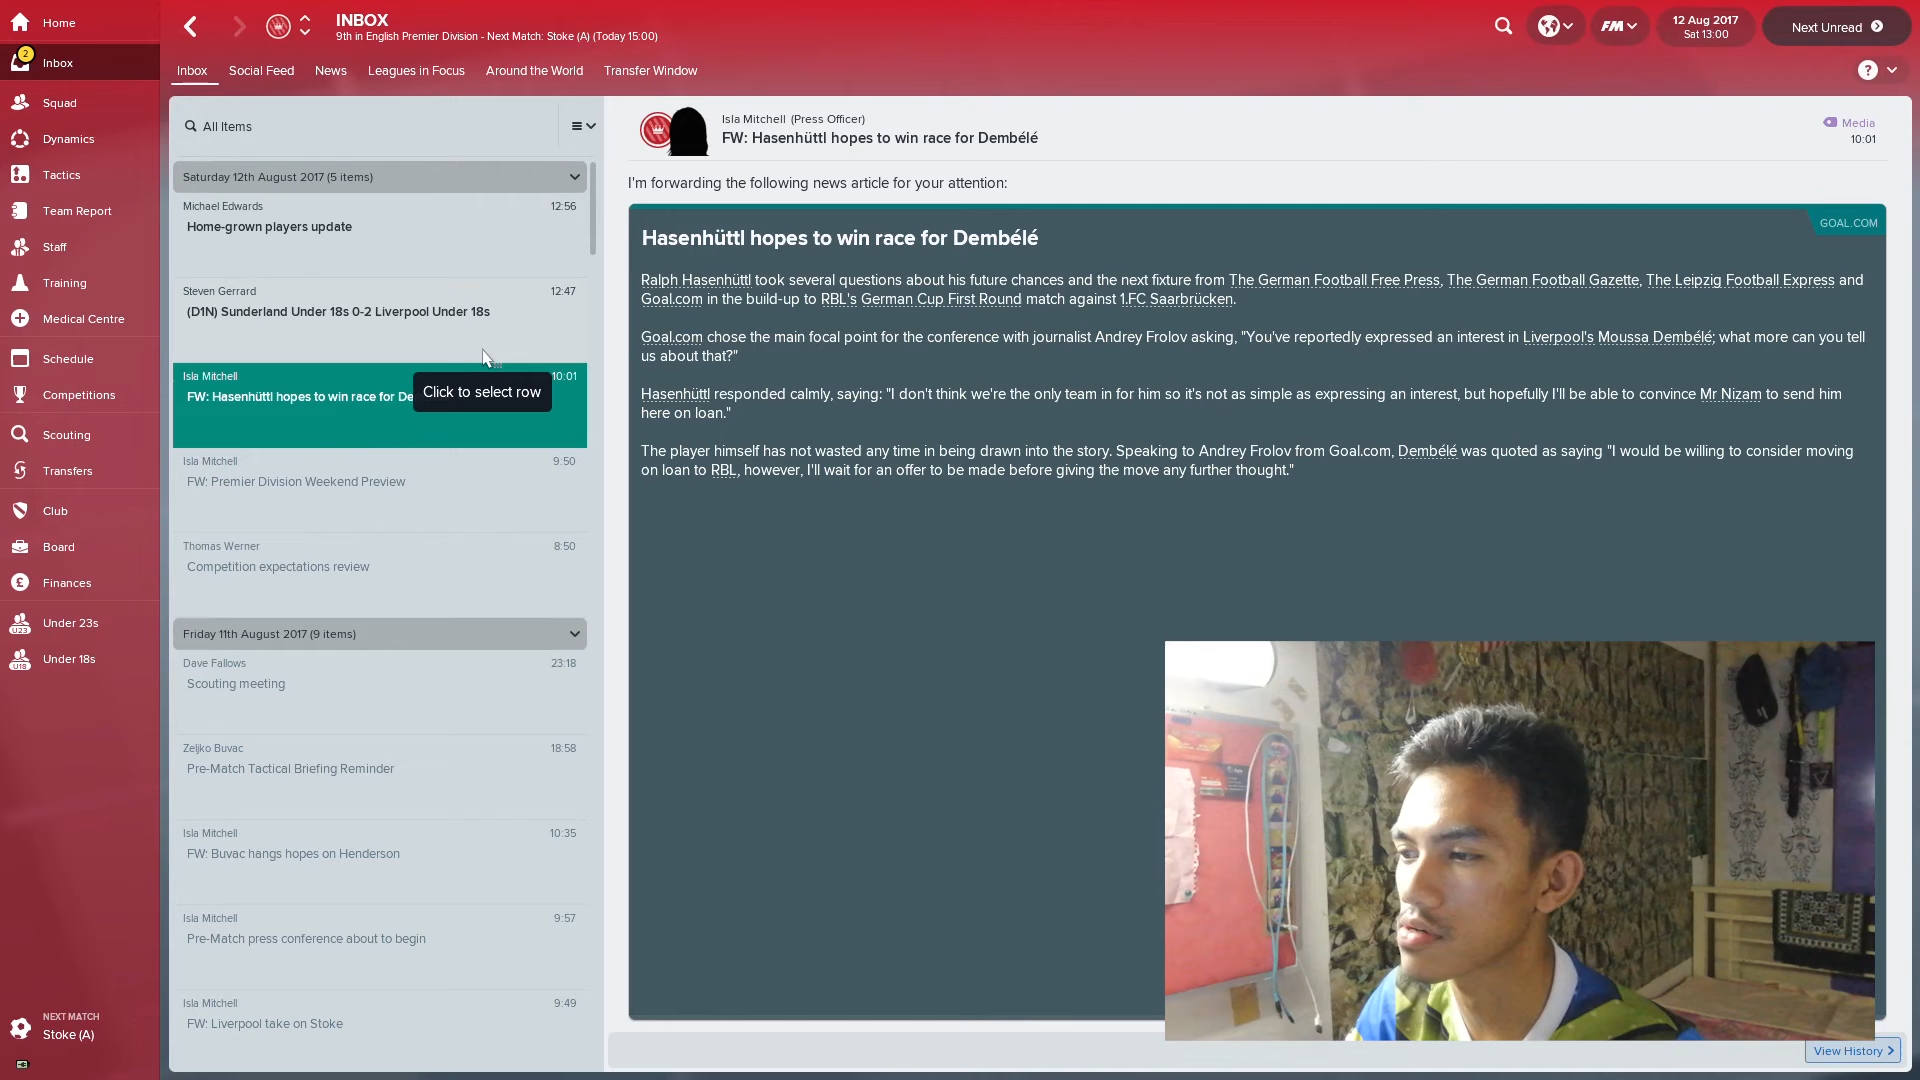 Home
2
Inbox
Squad
Dynamics
Tactics
Team Report
Staff
Training
Medical Centre
Schedule
Competitions
Scouting
Transfers
Club
Board
Finances
U23
Under 23s
U18
Under 18s
NEXT MATCH
Stoke (A)
INBOX
9th in English Premier Division - Next Match: Stoke (A) (Today 15:00)
FM
12 Aug 2017
Sat 13:00
Next Unread
Inbox
Social Feed
News
Leagues in Focus
Around the World
Transfer Window
?
All Items
Saturday 12th August 2017 (5 items)
Michael Edwards
12:56
Home-grown players update
Steven Gerrard
12:47
(D1N) Sunderland Under 18s 0-2 Liverpool Under 18s
Isla Mitchell
10:01
FW: Hasenhüttl hopes to win race for De
Click to select row
Isla Mitchell
9:50
FW: Premier Division Weekend Preview
Thomas Werner
8:50
Competition expectations review
Friday 11th August 2017 (9 items)
Dave Fallows
23:18
Scouting meeting
Zeljko Buvac
18:58
Pre-Match Tactical Briefing Reminder
Isla Mitchell
10:35
FW: Buvac hangs hopes on Henderson
Isla Mitchell
9:57
Pre-Match press conference about to begin
Isla Mitchell
9:49
FW: Liverpool take on Stoke
Isla Mitchell (Press Officer)
FW: Hasenhüttl hopes to win race for Dembélé
Media
10:01
I'm forwarding the following news article for your attention:
GOAL.COM
Hasenhüttl hopes to win race for Dembélé
Ralph Hasenhüttl took several questions about his future chances and the next fixture from The German Football Free Press, The German Football Gazette, The Leipzig Football Express and
Goal.com in the build-up to RBL's German Cup First Round match against 1.FC Saarbrücken.
Goal.com chose the main focal point for the conference with journalist Andrey Frolov asking, "You've reportedly expressed an interest in Liverpool's Moussa Dembélé; what more can you tell
us about that?"
Hasenhüttl responded calmly, saying: "I don't think we're the only team in for him so it's not as simple as expressing an interest, but hopefully I'll be able to convince Mr Nizam to send him
here on loan."
The player himself has not wasted any time in being drawn into the story. Speaking to Andrey Frolov from Goal.com, Dembélé was quoted as saying "I would be willing to consider moving
on loan to RBL, however, I'll wait for an offer to be made before giving the move any further thought."
View History